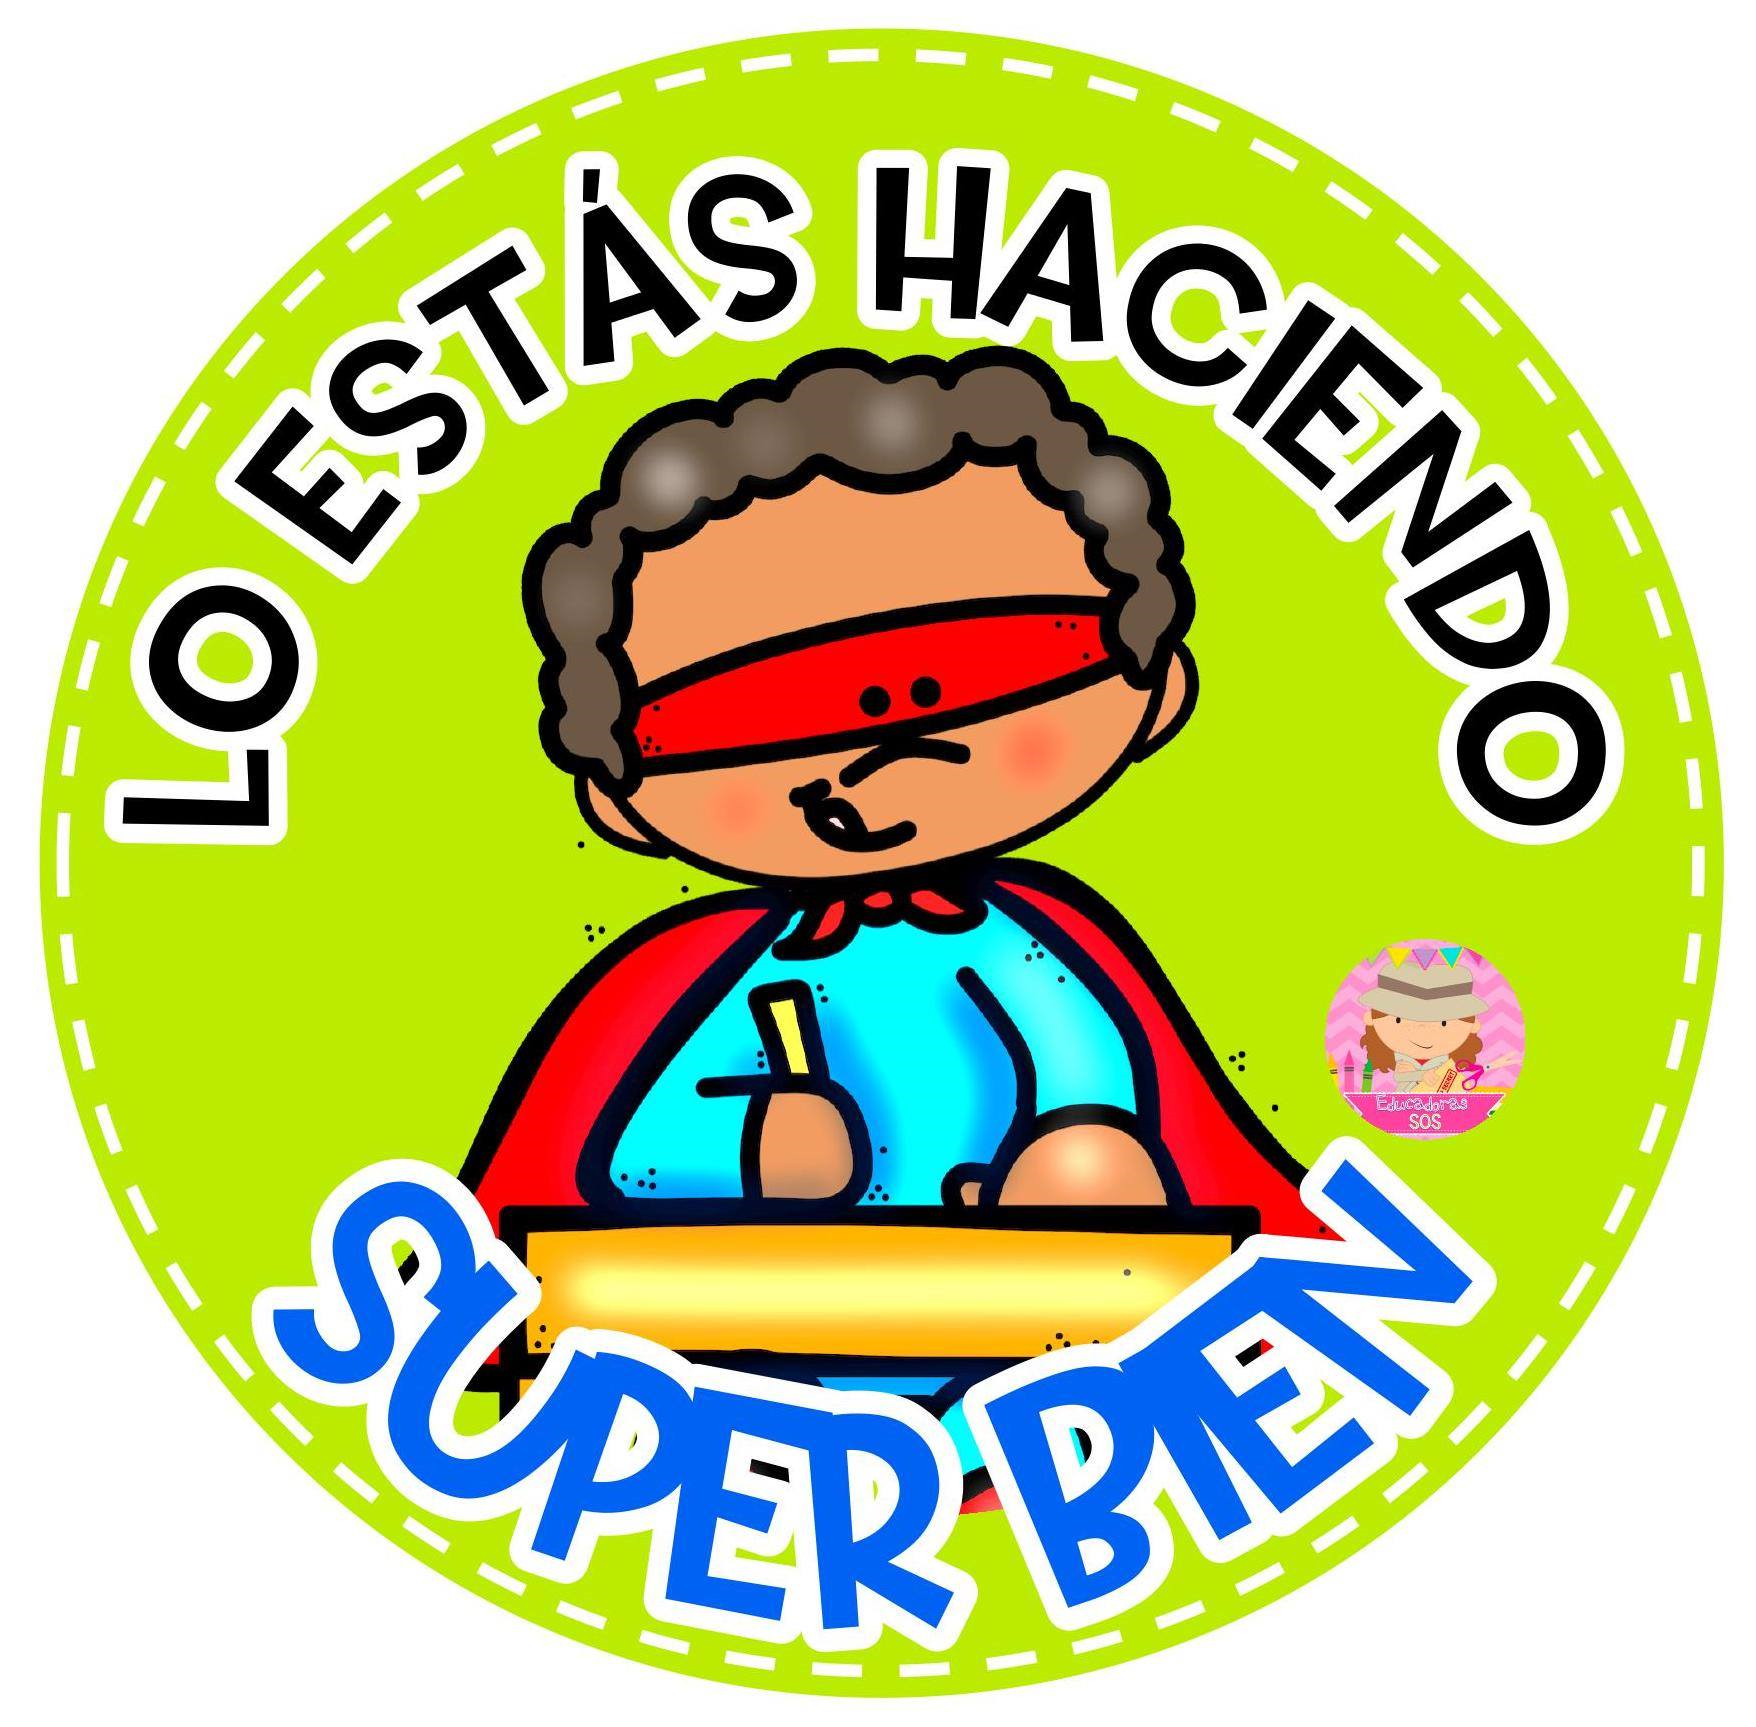 LO ESTÁS HACIENDO
SUPER BIEN
Educadoras
SOS